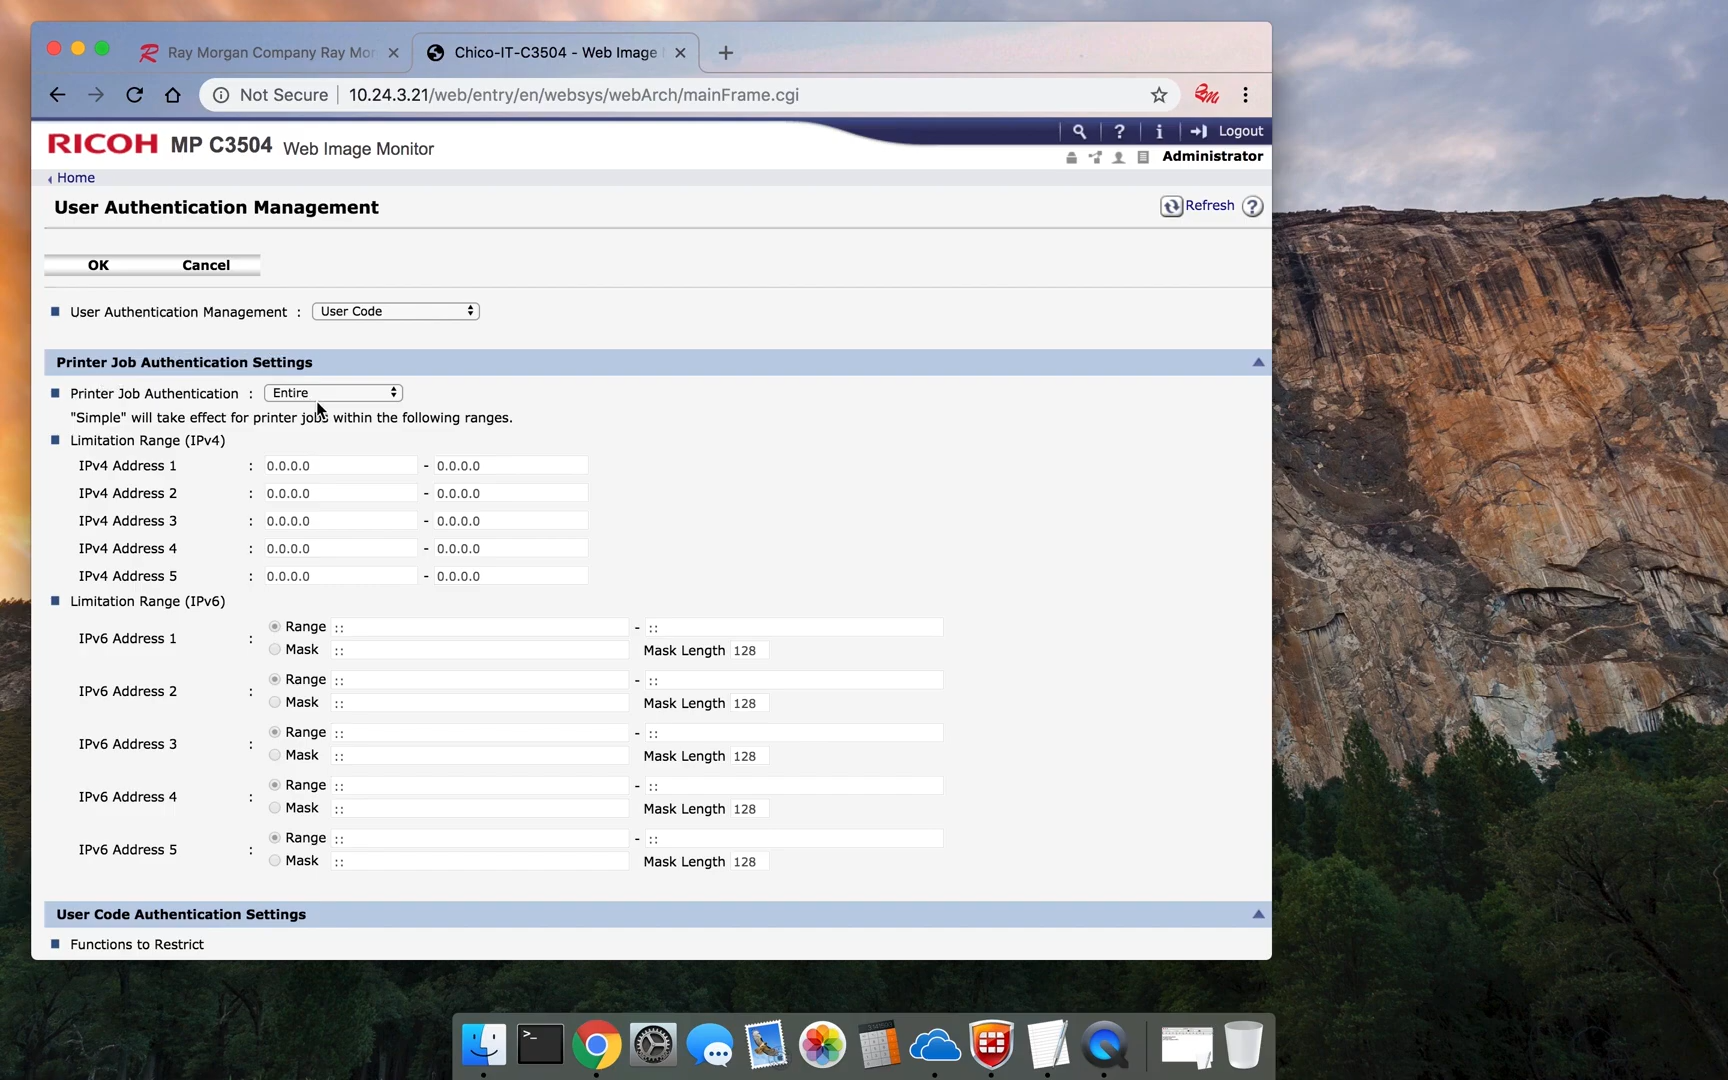 Ray Morgan Company Ray Mor
Chico-IT-C3504 - Web Image
Not Secure | 10.24.3.21/web/entry/en/websys/webArch/mainFrame.cgi
RICOH MP C3504 Web Image Monitor
? i Logout
Administrator
Home
User Authentication Management
Refresh ?
OK Cancel
User Authentication Management : User Code
Printer Job Authentication Settings
Printer Job Authentication : Entire
"Simple" will take effect for printer jobs within the following ranges.
Limitation Range (IPv4)
IPv4 Address 1 : 0.0.0.0 - 0.0.0.0
IPv4 Address 2 : 0.0.0.0 - 0.0.0.0
IPv4 Address 3 : 0.0.0.0 - 0.0.0.0
IPv4 Address 4 : 0.0.0.0 - 0.0.0.0
IPv4 Address 5 : 0.0.0.0 - 0.0.0.0
Limitation Range (IPv6)
IPv6 Address 1 : Range :: - ::
Mask :: Mask Length 128
IPv6 Address 2 : Range :: - ::
Mask :: Mask Length 128
IPv6 Address 3 : Range :: - ::
Mask :: Mask Length 128
IPv6 Address 4 : Range :: - ::
Mask :: Mask Length 128
IPv6 Address 5 : Range :: - ::
Mask :: Mask Length 128
User Code Authentication Settings
Functions to Restrict